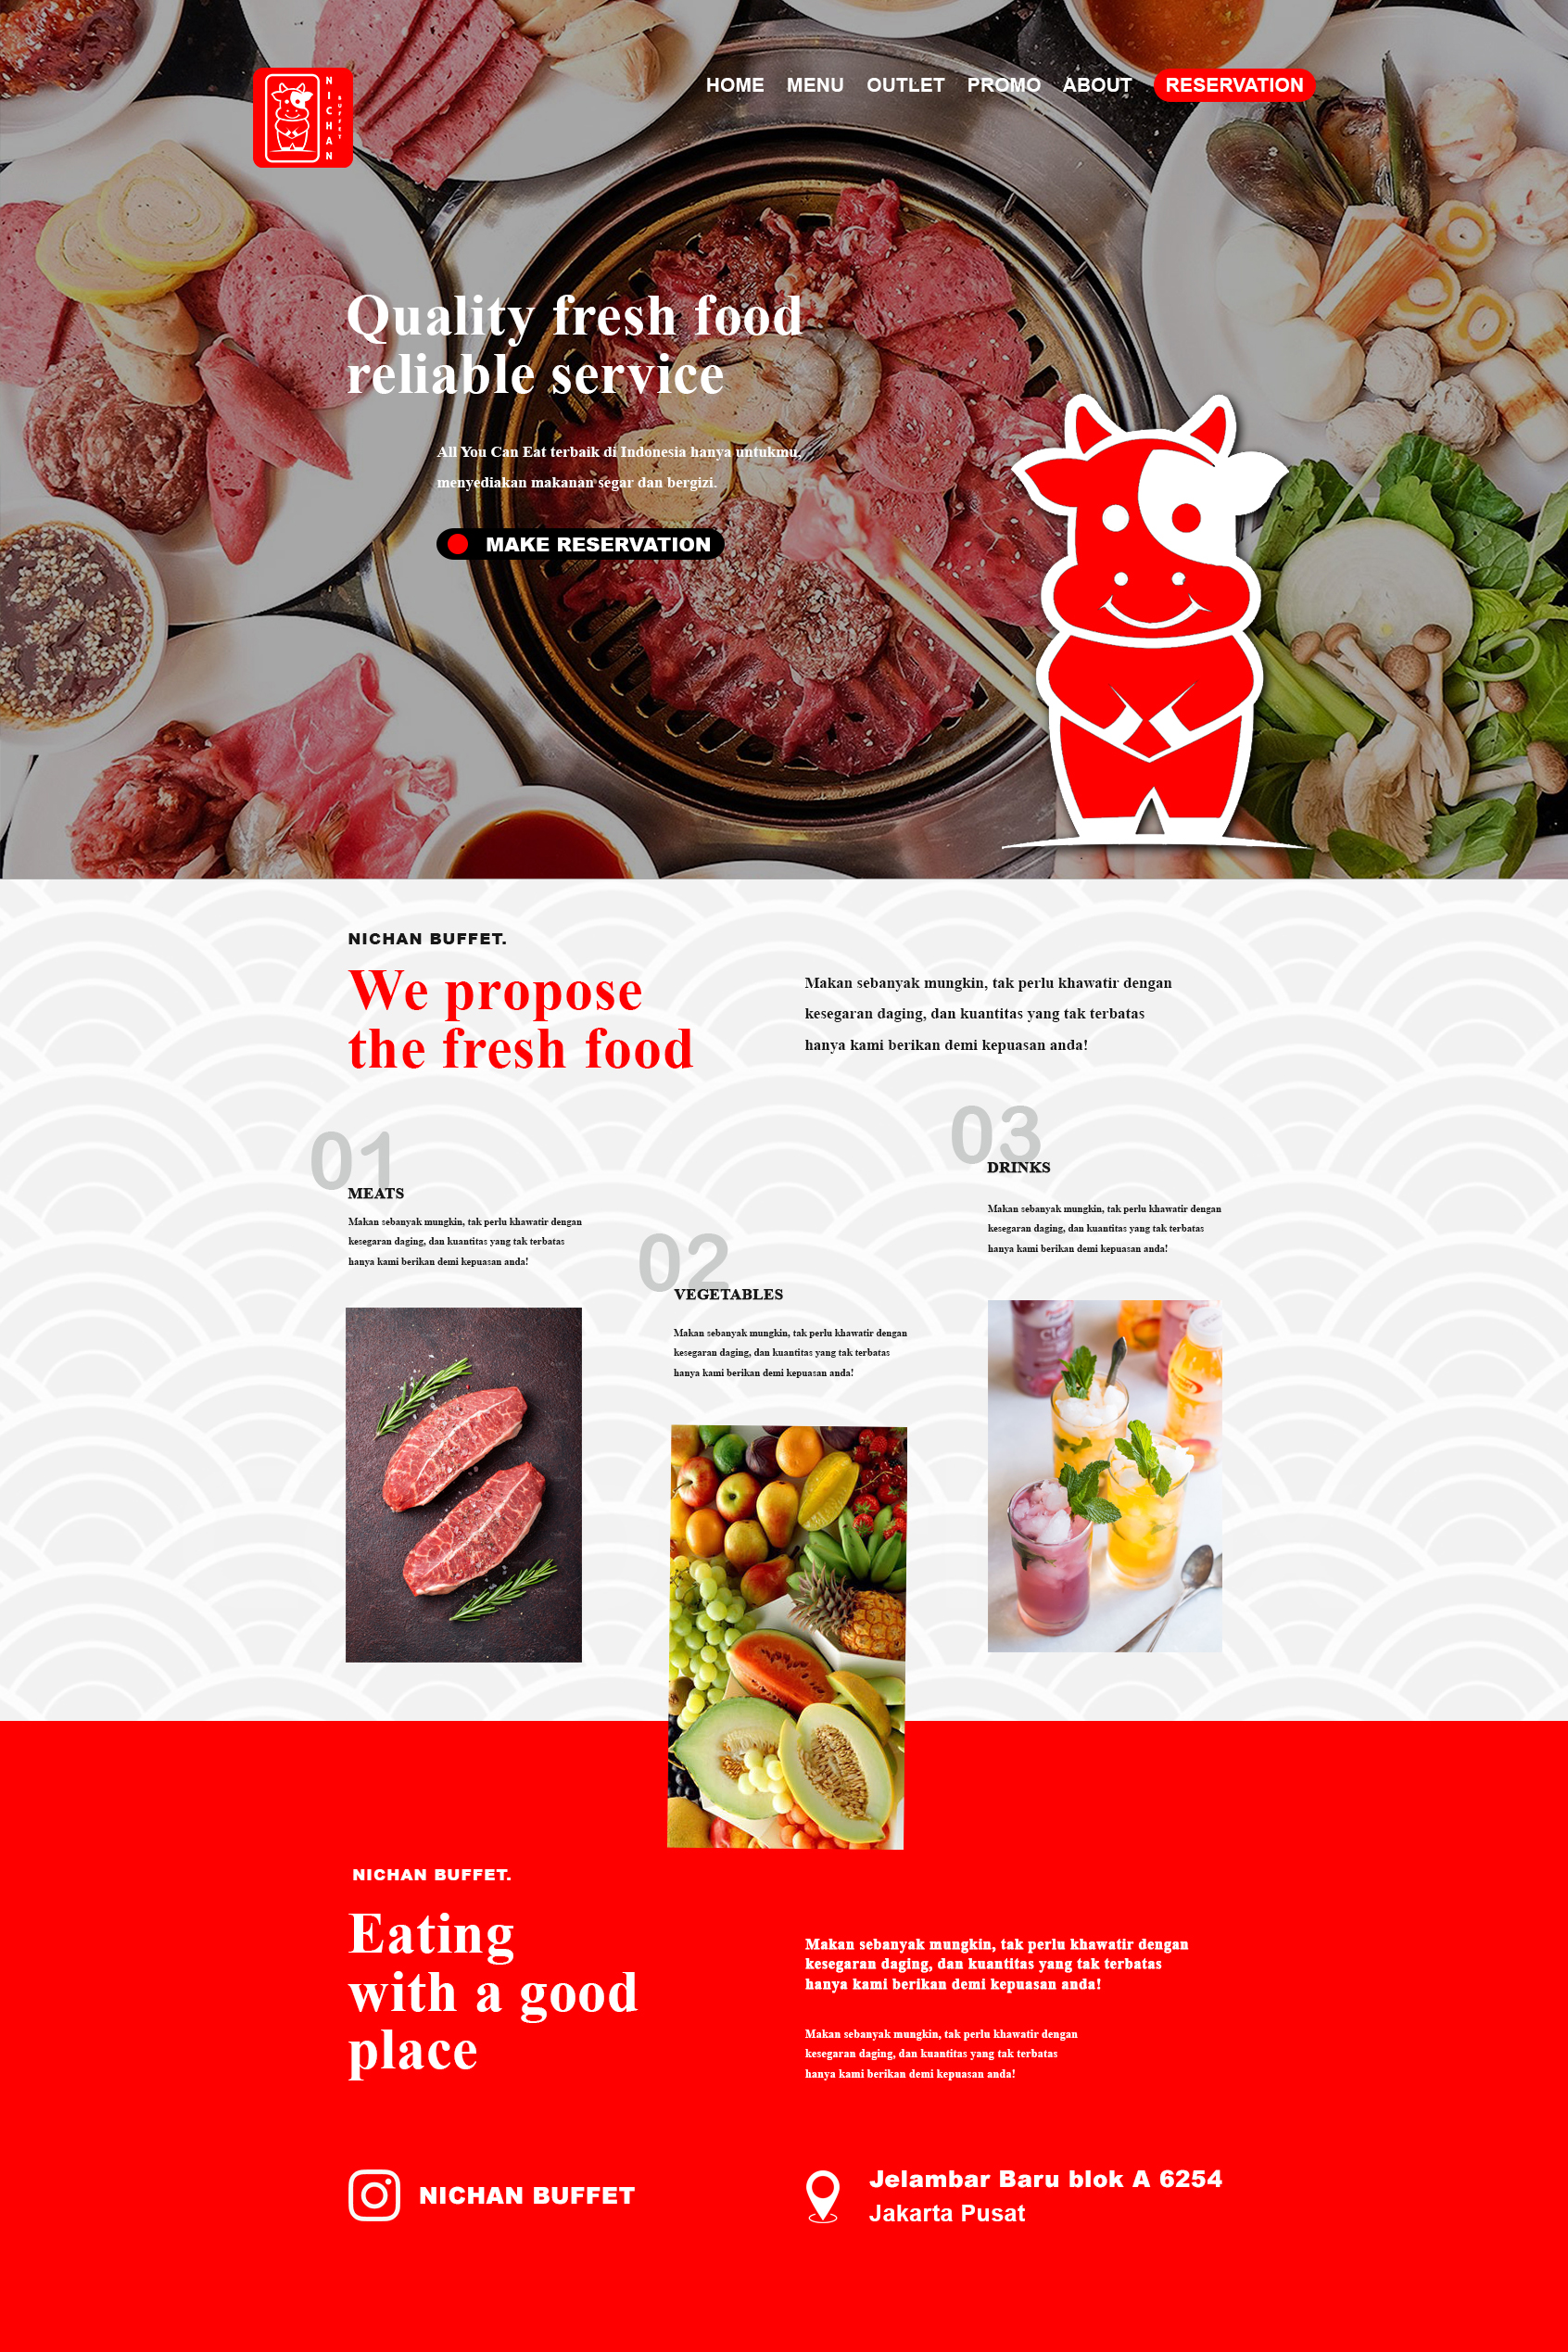 NICHAN
BUFFET
HOME MENU OUTLET PROMO ABOUT RESERVATION
Quality fresh food
reliable service
All You Can Eat terbaik di Indonesia hanya untukmu,
menyediakan makanan segar dan bergizi.
MAKE RESERVATION
NICHAN BUFFET.
We propose
the fresh food
Makan sebanyak mungkin, tak perlu khawatir dengan
kesegaran daging, dan kuantitas yang tak terbatas
hanya kami berikan demi kepuasan anda!
01
MEATS
Makan sebanyak mungkin, tak perlu khawatir dengan
kesegaran daging, dan kuantitas yang tak terbatas
hanya kami berikan demi kepuasan anda!
02
VEGETABLES
Makan sebanyak mungkin, tak perlu khawatir dengan
kesegaran daging, dan kuantitas yang tak terbatas
hanya kami berikan demi kepuasan anda!
03
DRINKS
Makan sebanyak mungkin, tak perlu khawatir dengan
kesegaran daging, dan kuantitas yang tak terbatas
hanya kami berikan demi kepuasan anda!
NICHAN BUFFET.
Eating
with a good
place
Makan sebanyak mungkin, tak perlu khawatir dengan
kesegaran daging, dan kuantitas yang tak terbatas
hanya kami berikan demi kepuasan anda!
Makan sebanyak mungkin, tak perlu khawatir dengan
kesegaran daging, dan kuantitas yang tak terbatas
hanya kami berikan demi kepuasan anda!
NICHAN BUFFET
Jelambar Baru blok A 6254
Jakarta Pusat